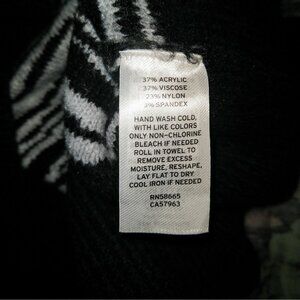 37% ACRYLIC
37% VISCOSE
23% NYLON
3% SPANDEX
HAND WASH COLD,
WITH LIKE COLORS
ONLY NON-CHLORINE
BLEACH IF NEEDED
ROLL IN TOWEL TO
REMOVE EXCESS
MOISTURE, RESHAPE,
LAY FLAT TO DRY
COOL IRON IF NEEDED
RN58665
CA57963